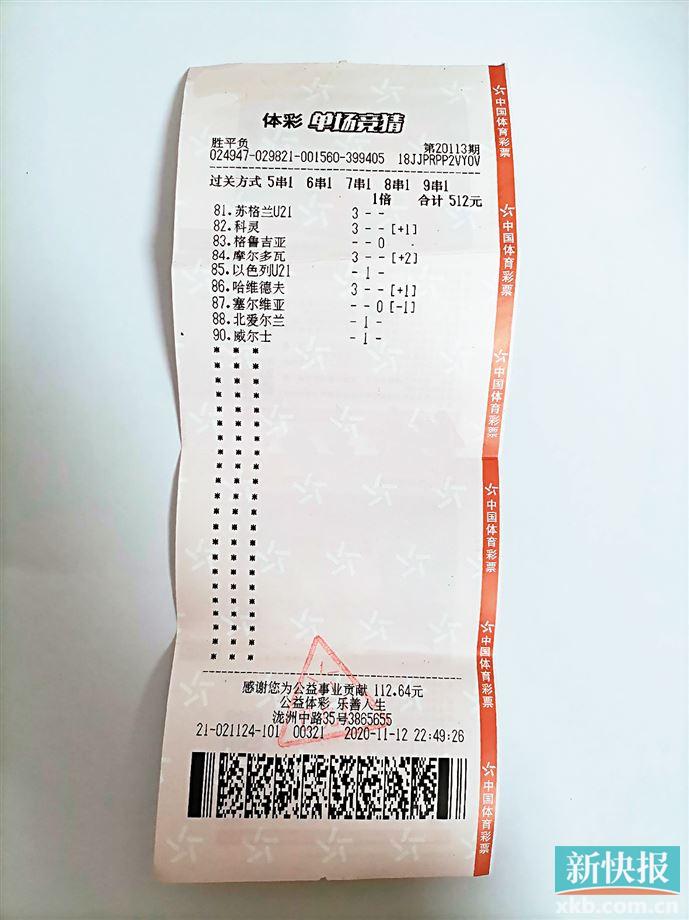 体彩 单场竞猜
胜平负 第20113期
024947-029821-001560-399405 18JJPRPP2VY0V
过关方式 5串1 6串1 7串1 8串1 9串1
1倍 合计 512元
81.苏格兰U21 3 - -
82.科灵 3 - -[+1]
83.格鲁吉亚 - - 0
84.摩尔多瓦 3 - -[+2]
85.以色列U21 - 1 -
86.哈维德夫 3 - -[+1]
87.塞尔维亚 - - 0[-1]
88.北爱尔兰 - 1 -
90.威尔士 - 1 -
感谢您为公益事业贡献 112.64元
公益体彩 乐善人生
泷洲中路35号3865655
21-021124-101 00321 2020-11-12 22:49:26
中国体育彩票
中国体育彩票
中国体育彩票
中国体育彩票
中国体育彩票
中国体育彩票
新快报
xkb.com.cn